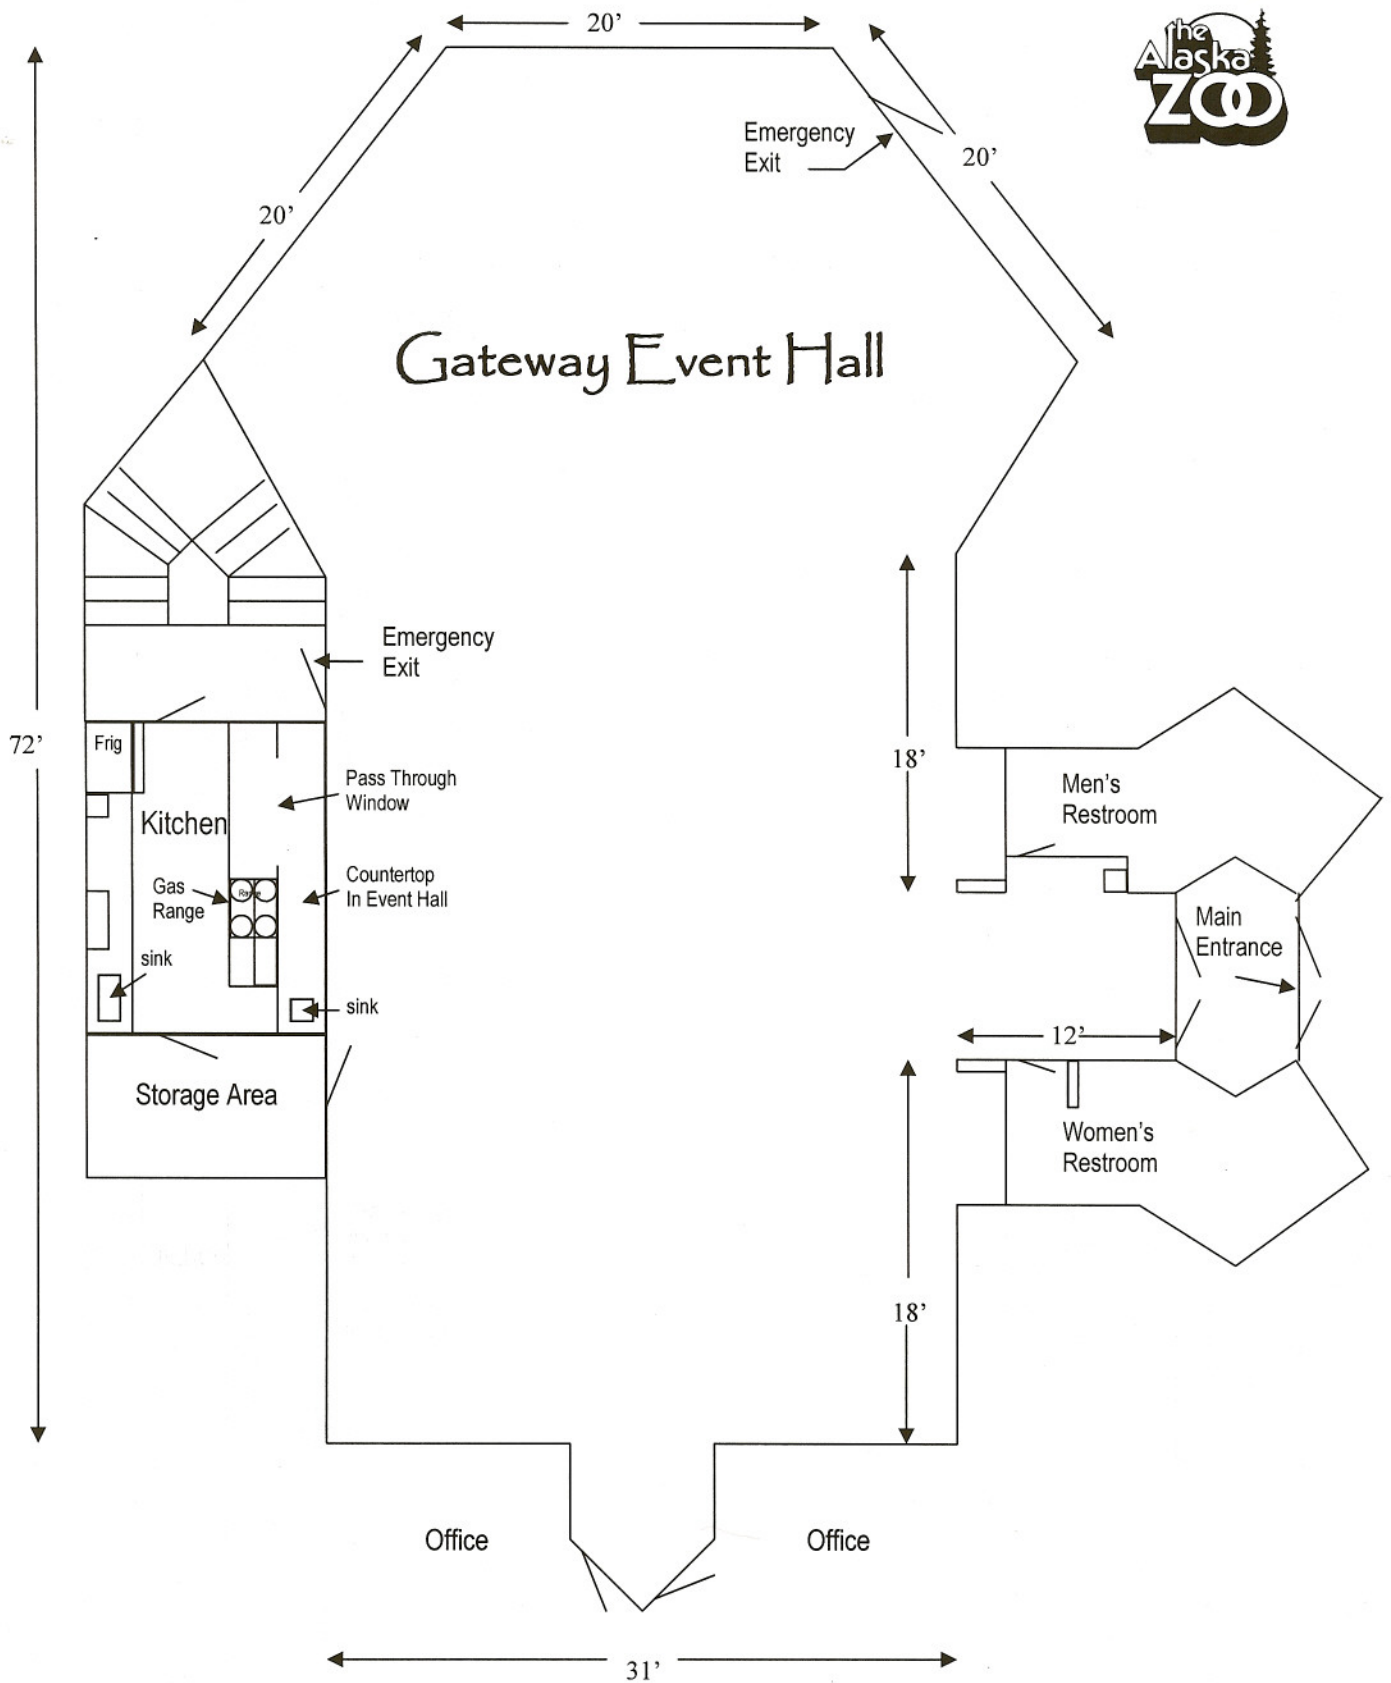 20’
the
Alaska
ZOO
Emergency
Exit
20’
20’
Gateway Event Hall
Emergency
Exit
72’
Frig
Pass Through
Window
Kitchen
18’
Men’s
Restroom
Gas
Range
Range
Countertop
In Event Hall
Main
Entrance
sink
sink
12’
Storage Area
Women’s
Restroom
18’
Office
Office
31’